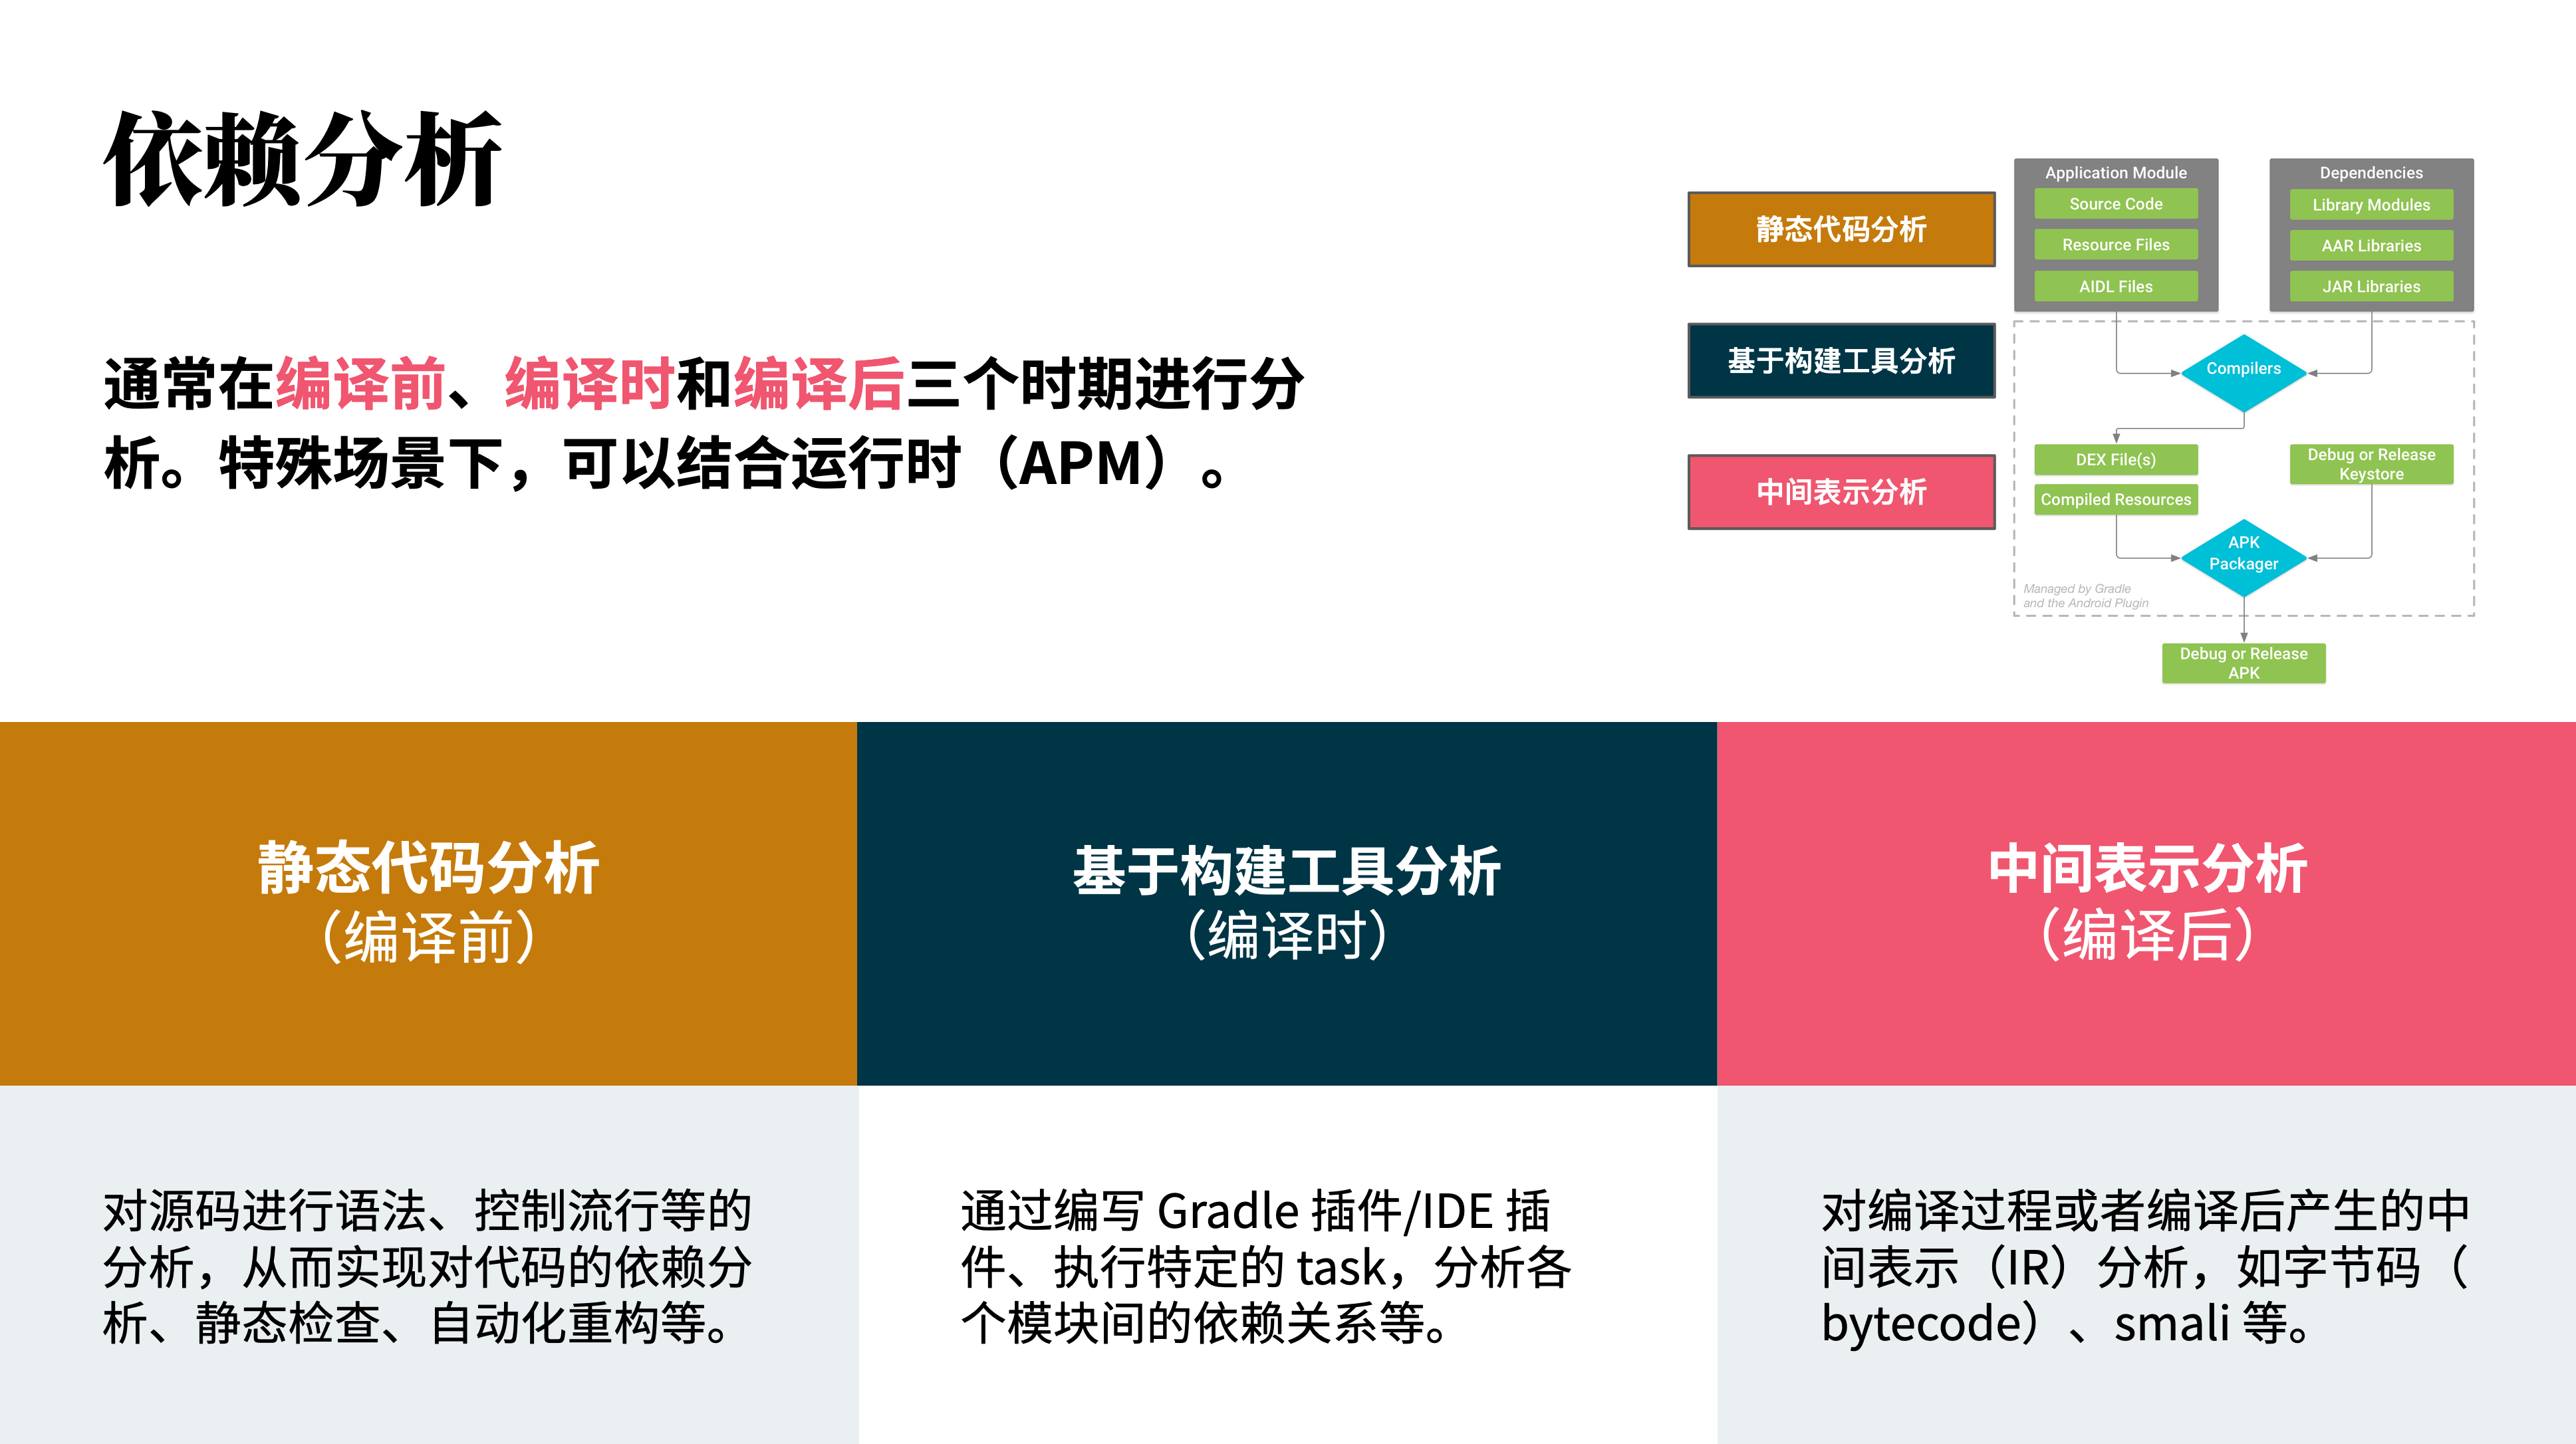 依赖分析
通常在编译前、编译时和编译后三个时期进行分
析。特殊场景下，可以结合运行时（APM）。
静态代码分析
基于构建工具分析
中间表示分析
Application Module
Source Code
Resource Files
AIDL Files
Dependencies
Library Modules
AAR Libraries
JAR Libraries
Compilers
DEX File(s)
Compiled Resources
Debug or Release
Keystore
APK
Packager
Managed by Gradle
and the Android Plugin
Debug or Release
APK
静态代码分析
（编译前）
基于构建工具分析
（编译时）
中间表示分析
（编译后）
对源码进行语法、控制流行等的
分析，从而实现对代码的依赖分
析、静态检查、自动化重构等。
通过编写 Gradle 插件/IDE 插
件、执行特定的 task，分析各
个模块间的依赖关系等。
对编译过程或者编译后产生的中
间表示（IR）分析，如字节码（
bytecode）、smali 等。